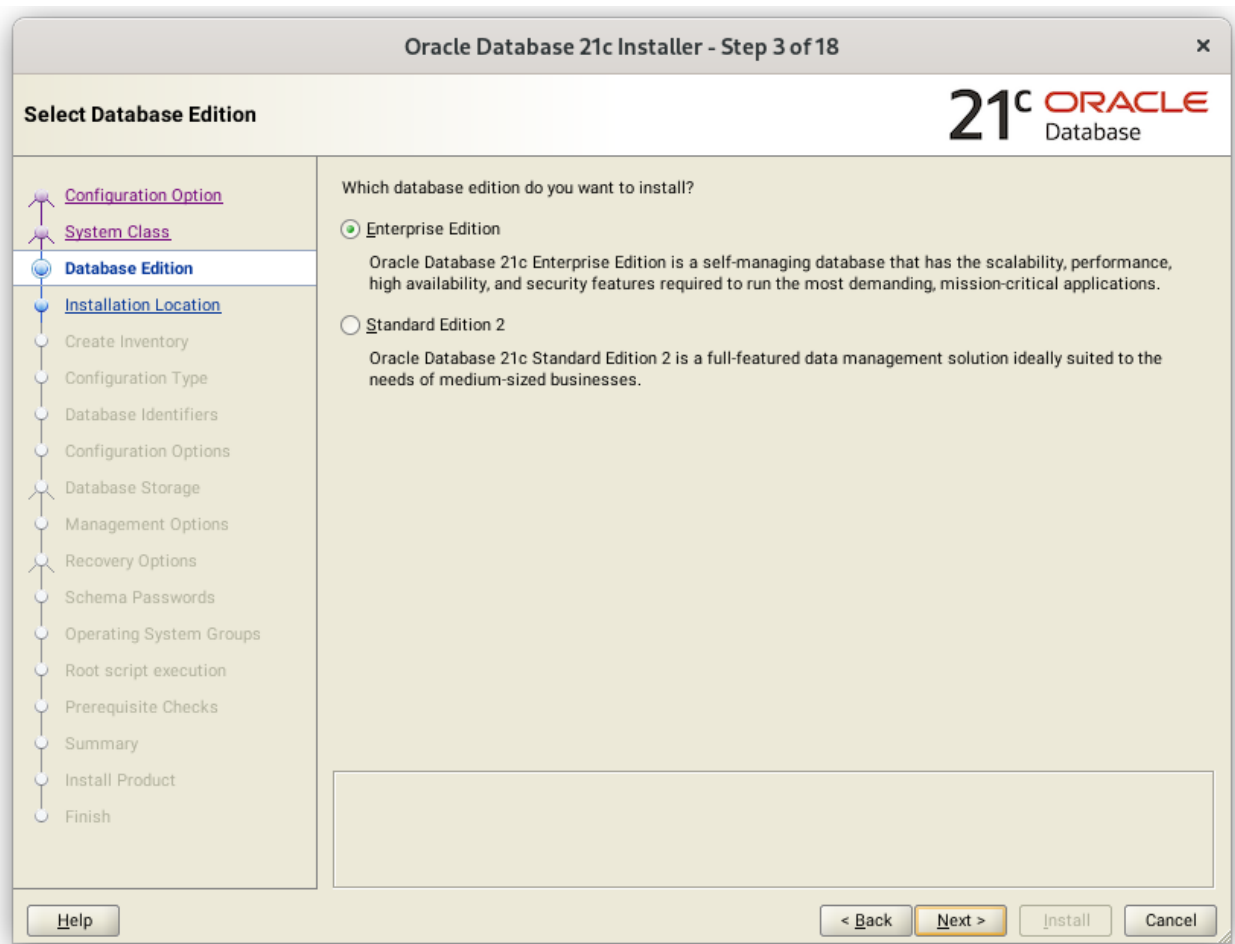 Oracle Database 21c Installer - Step 3 of 18
×
Select Database Edition
21c ORACLE
Database
Configuration Option
System Class
Database Edition
Installation Location
Create Inventory
Configuration Type
Database Identifiers
Configuration Options
Database Storage
Management Options
Recovery Options
Schema Passwords
Operating System Groups
Root script execution
Prerequisite Checks
Summary
Install Product
Finish
Which database edition do you want to install?
Enterprise Edition
Oracle Database 21c Enterprise Edition is a self-managing database that has the scalability, performance,
high availability, and security features required to run the most demanding, mission-critical applications.
Standard Edition 2
Oracle Database 21c Standard Edition 2 is a full-featured data management solution ideally suited to the
needs of medium-sized businesses.
Help
< Back
Next >
Install
Cancel